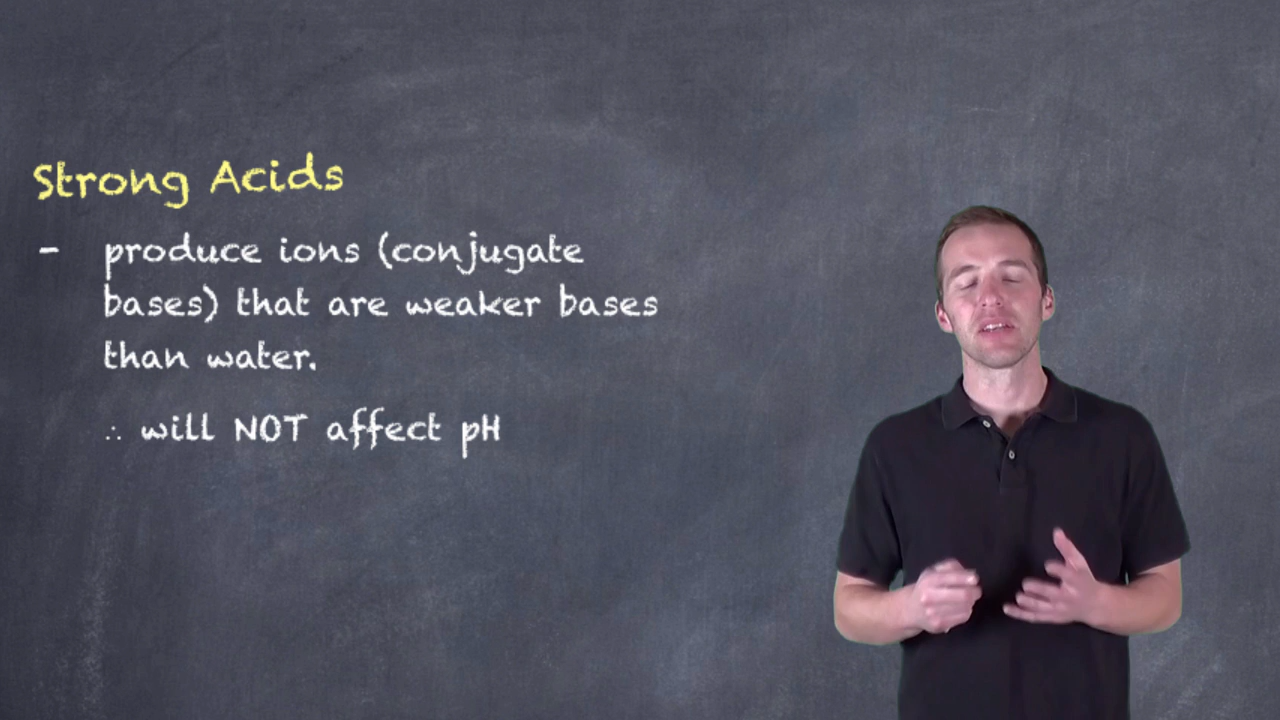 Strong Acids
- produce ions (conjugate
bases) that are weaker bases
than water.
∴ will NOT affect pH